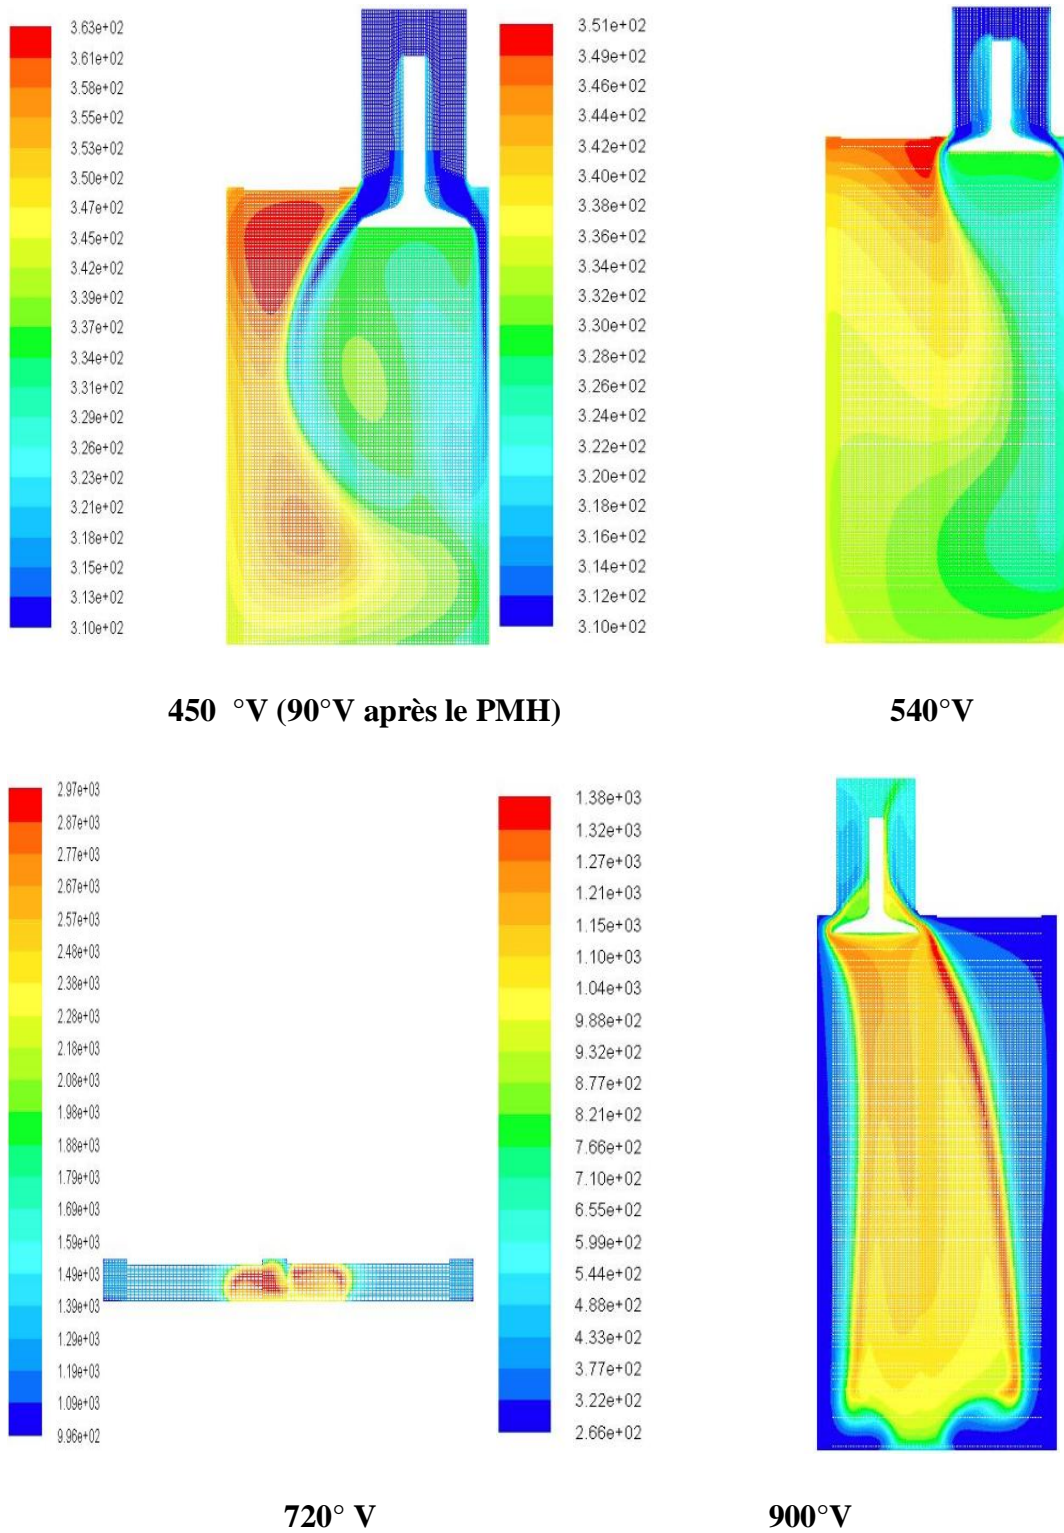 3.63e+02
3.61e+02
3.58e+02
3.55e+02
3.53e+02
3.50e+02
3.47e+02
3.45e+02
3.42e+02
3.39e+02
3.37e+02
3.34e+02
3.31e+02
3.29e+02
3.26e+02
3.23e+02
3.21e+02
3.18e+02
3.15e+02
3.13e+02
3.10e+02
3.51e+02
3.49e+02
3.46e+02
3.44e+02
3.42e+02
3.40e+02
3.38e+02
3.36e+02
3.34e+02
3.32e+02
3.30e+02
3.28e+02
3.26e+02
3.24e+02
3.22e+02
3.20e+02
3.18e+02
3.16e+02
3.14e+02
3.12e+02
3.10e+02
450 °V (90°V après le PMH)
540°V
2.97e+03
2.87e+03
2.77e+03
2.67e+03
2.57e+03
2.48e+03
2.38e+03
2.28e+03
2.18e+03
2.08e+03
1.98e+03
1.88e+03
1.79e+03
1.69e+03
1.59e+03
1.49e+03
1.39e+03
1.29e+03
1.19e+03
1.09e+03
9.96e+02
1.38e+03
1.32e+03
1.27e+03
1.21e+03
1.15e+03
1.10e+03
1.04e+03
9.88e+02
9.32e+02
8.77e+02
8.21e+02
7.66e+02
7.10e+02
6.55e+02
5.99e+02
5.44e+02
4.88e+02
4.33e+02
3.77e+02
3.22e+02
2.66e+02
720° V
900°V